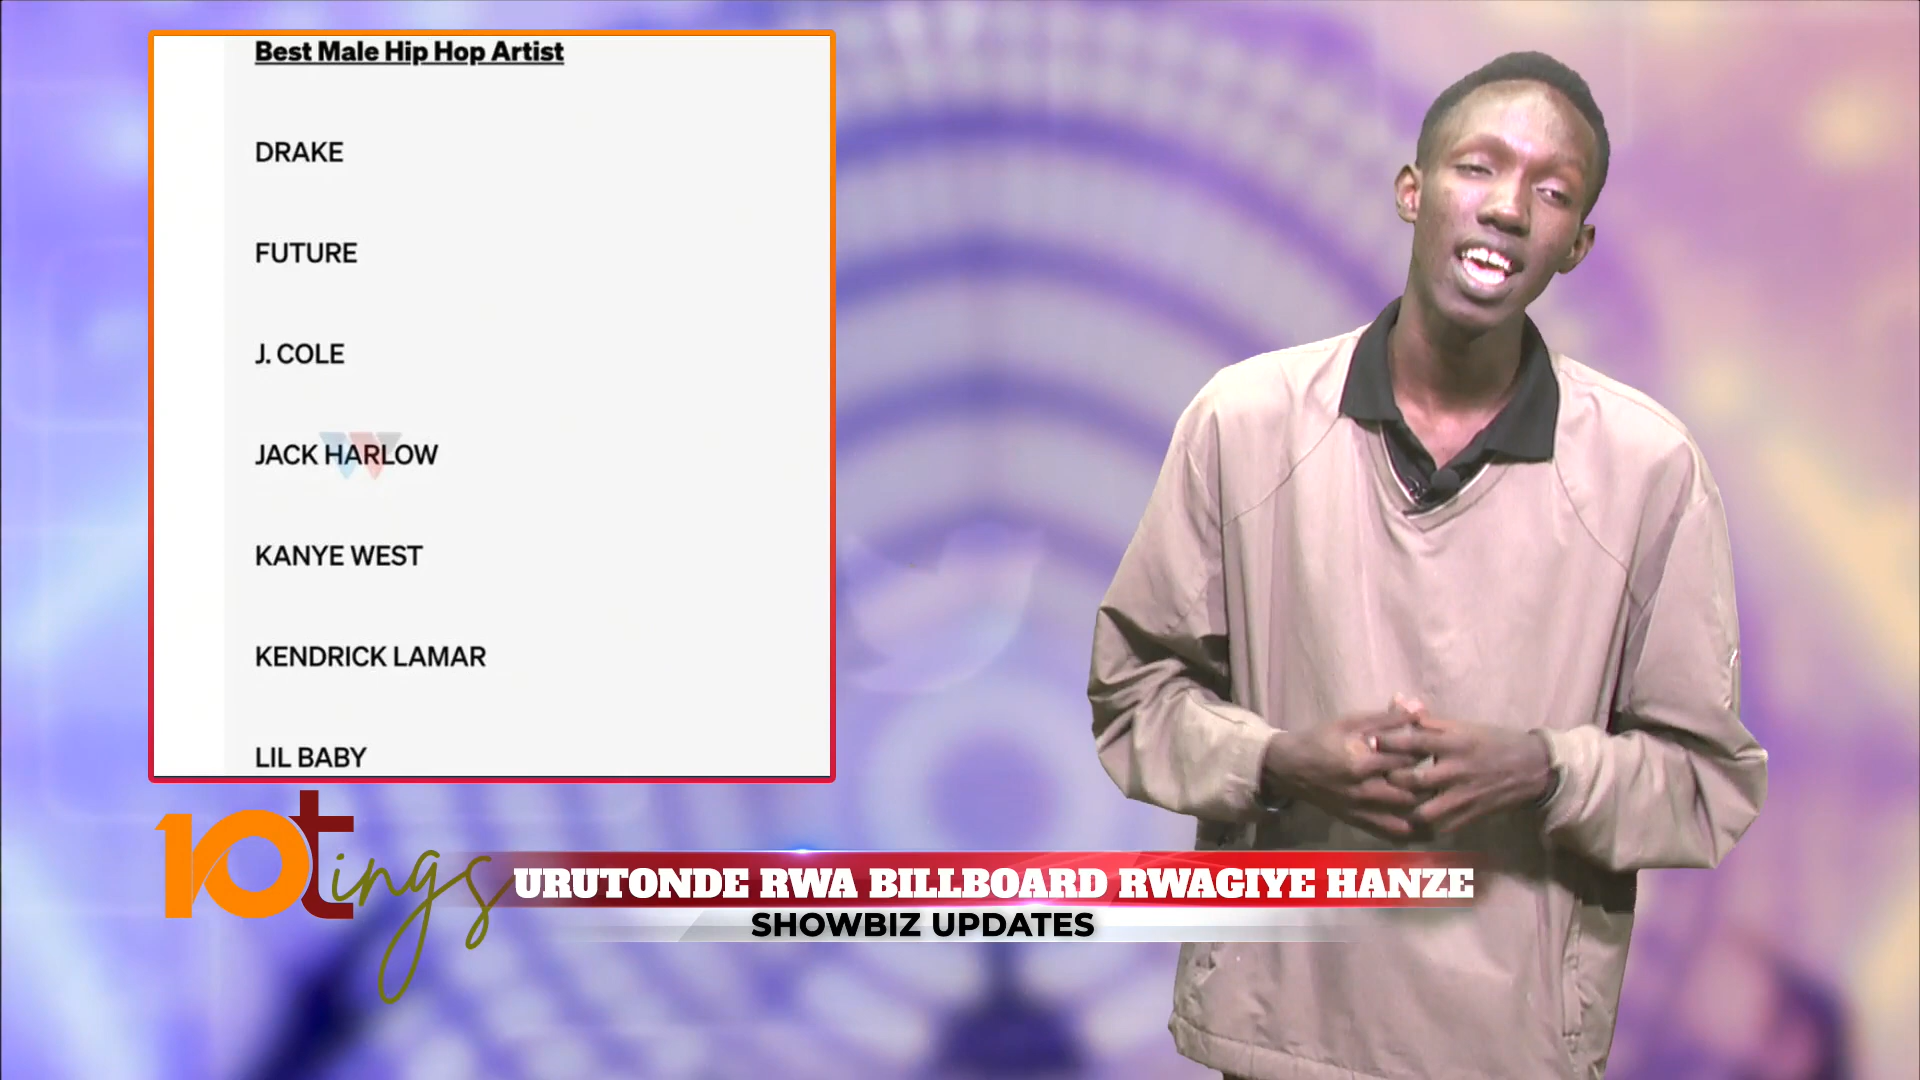 Best Male Hip Hop Artist
DRAKE
FUTURE
J. COLE
JACK HARLOW
KANYE WEST
KENDRICK LAMAR
LIL BABY
10tings
URUTONDE RWA BILLBOARD RWAGIYE HANZE
SHOWBIZ UPDATES